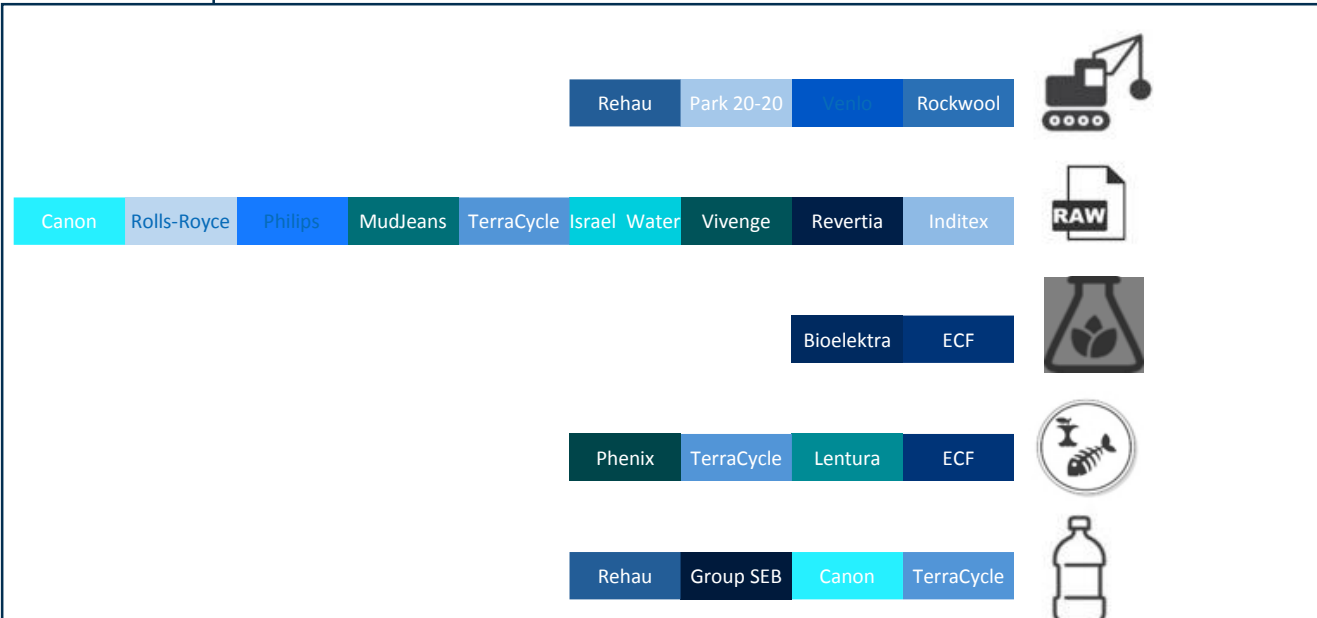 Rehau Park 20-20 Venlo Rockwool
Canon Rolls-Royce Philips MudJeans TerraCycle Israel Water Vivenge Revertia Inditex RAW
Bioelektra ECF
Phenix TerraCycle Lentura ECF
Rehau Group SEB Canon TerraCycle